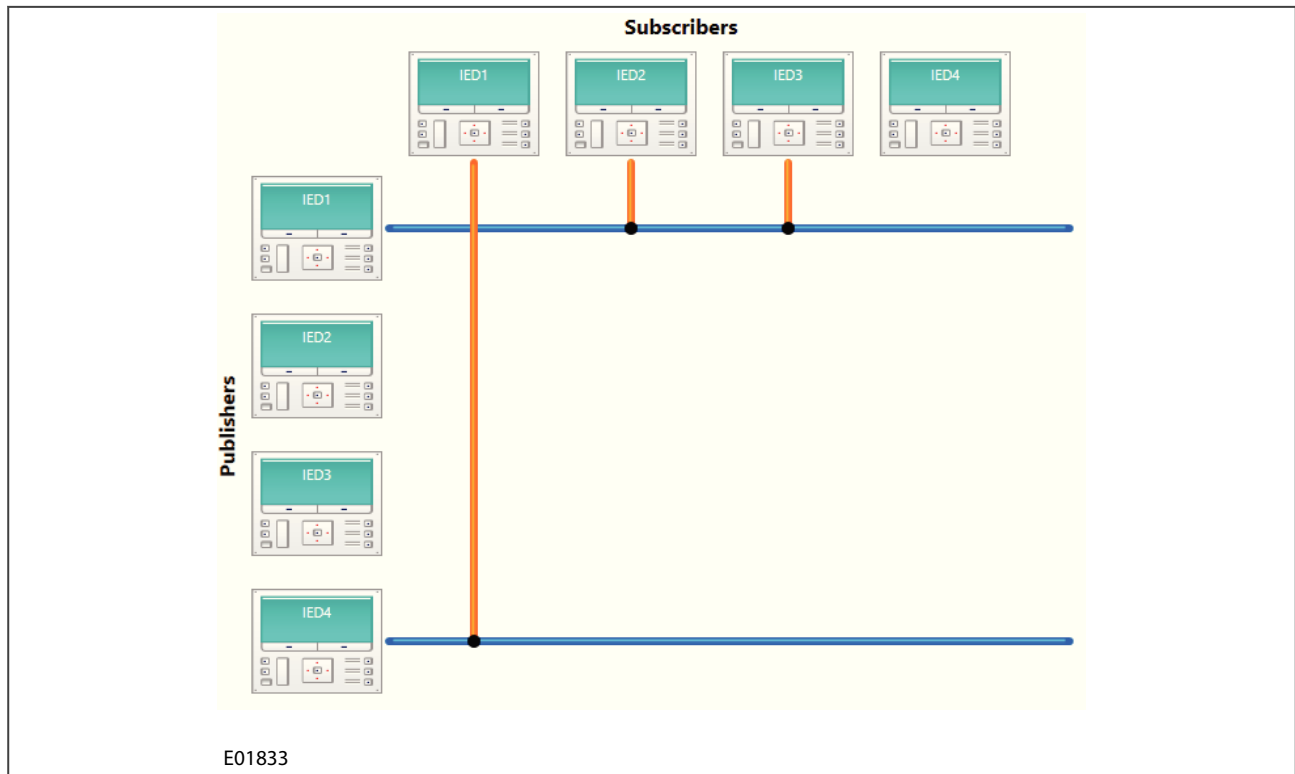 Subscribers
IED1 IED2 IED3 IED4
IED1
IED2
Publishers
IED3
IED4
E01833